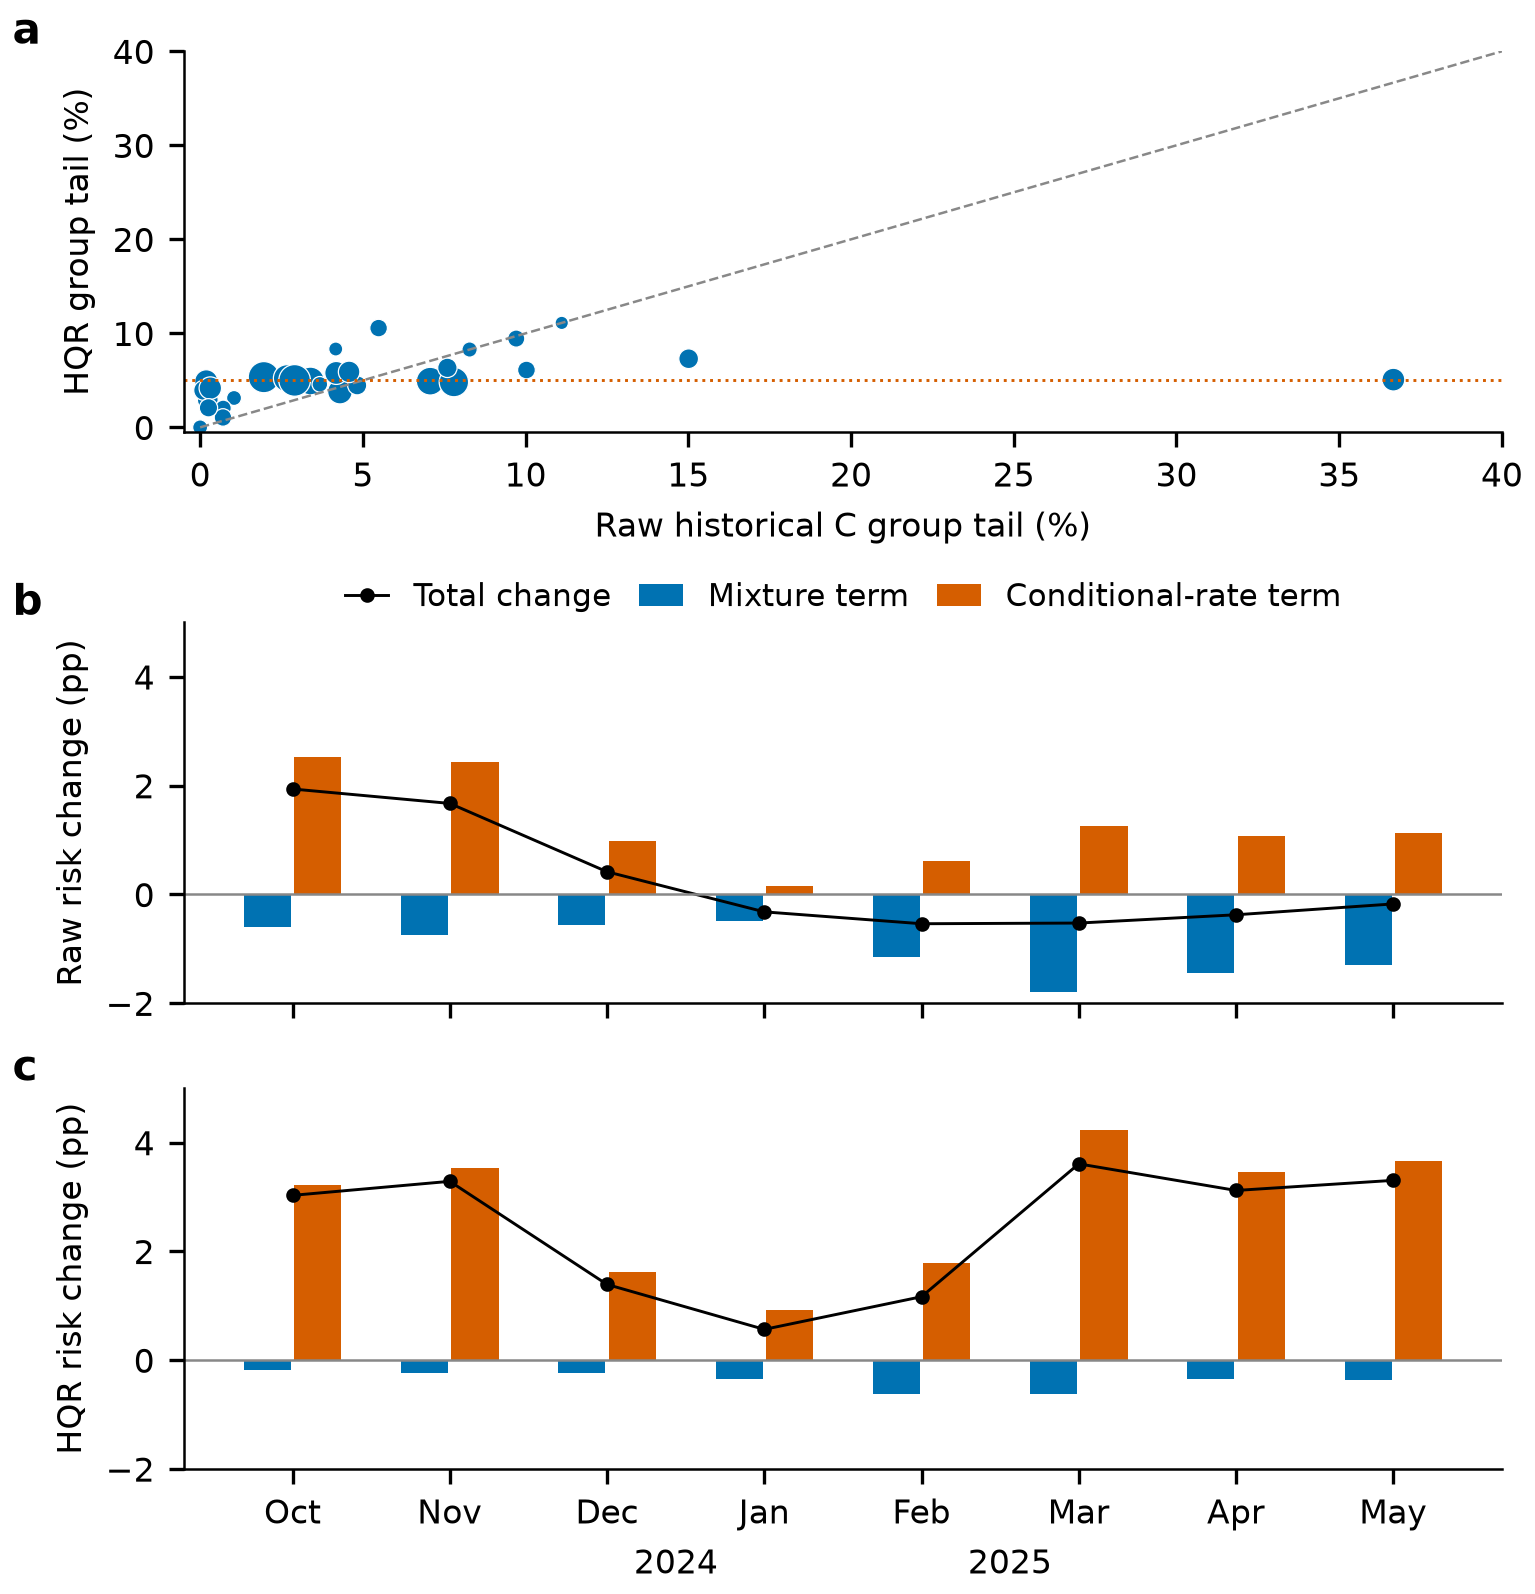 a
HQR group tail (%)
40
30
20
10
0
0 5 10 15 20 25 30 35 40
Raw historical C group tail (%)
b
Total change Mixture term Conditional-rate term
Raw risk change (pp)
4
2
0
−2
c
HQR risk change (pp)
4
2
0
−2
Oct Nov Dec Jan Feb Mar Apr May
2024 2025